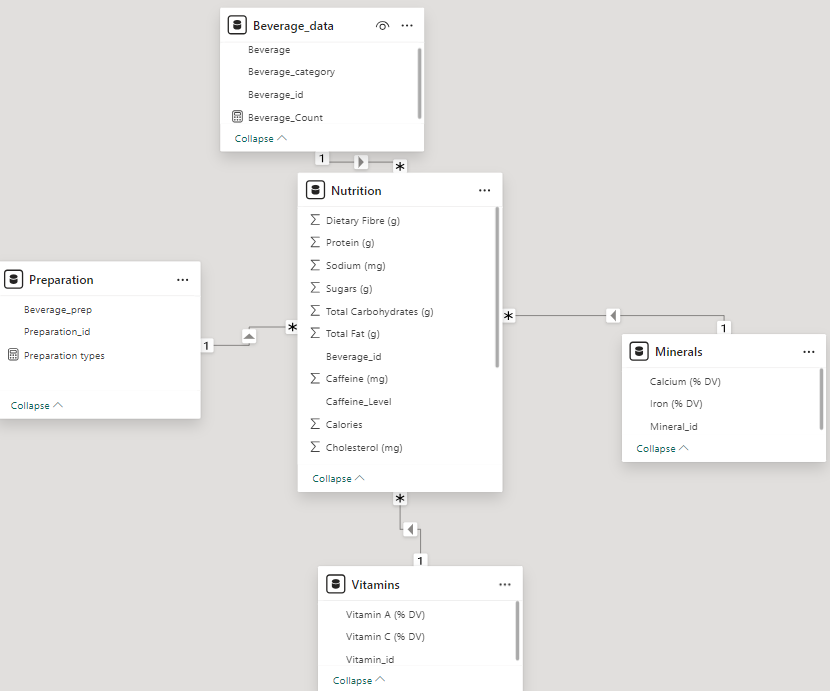 Beverage_data
Beverage
Beverage_category
Beverage_id
Beverage_Count
Collapse
1
*
Nutrition
Σ Dietary Fibre (g)
Σ Protein (g)
Σ Sodium (mg)
Σ Sugars (g)
Σ Total Carbohydrates (g)
Σ Total Fat (g)
Beverage_id
Σ Caffeine (mg)
Caffeine_Level
Σ Calories
Σ Cholesterol (mg)
Collapse
Preparation
Beverage_prep
Preparation_id
Preparation types
Collapse
1
*
*
1
Minerals
Calcium (% DV)
Iron (% DV)
Mineral_id
Collapse
*
1
Vitamins
Vitamin A (% DV)
Vitamin C (% DV)
Vitamin_id
Collapse